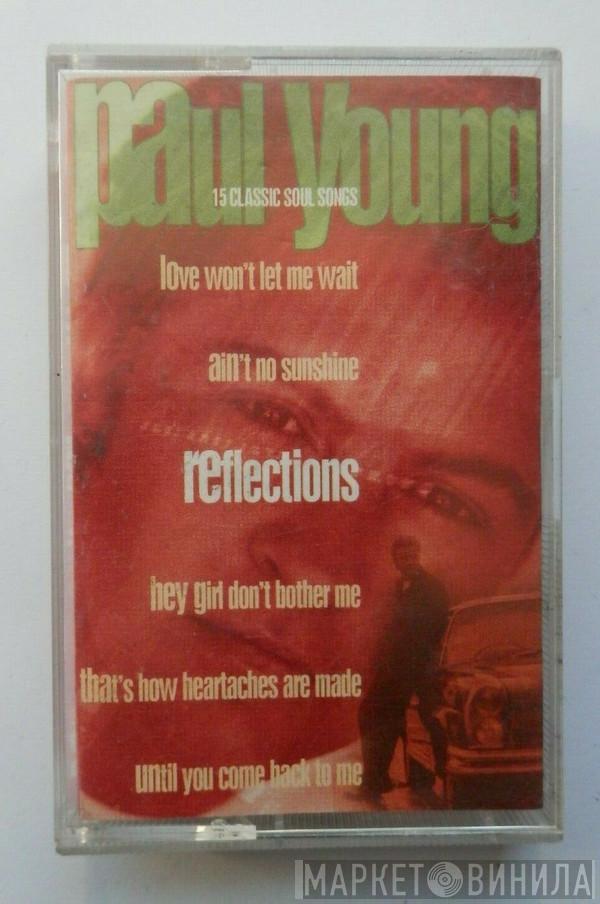 paul young
15 CLASSIC SOUL SONGS
love won't let me wait
ain't no sunshine
reflections
hey girl don't bother me
that's how heartaches are made
until you come back to me
МАРКЕТ ВИНИЛА